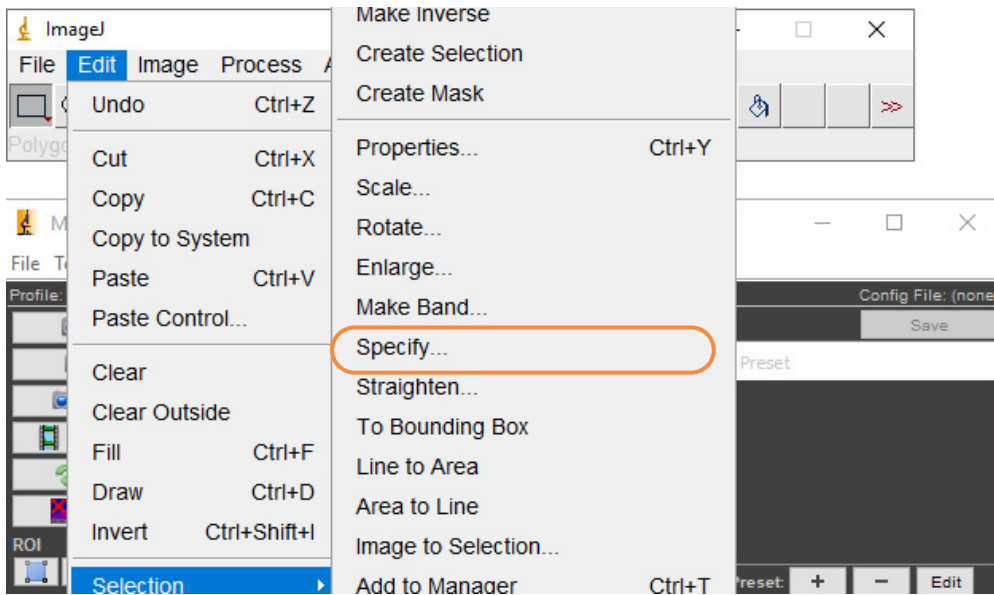 ImageJ
File Edit Image Process
Polygo
Undo Ctrl+Z
Cut Ctrl+X
Copy Ctrl+C
Copy to System
Paste Ctrl+V
Paste Control...
Clear
Clear Outside
Fill Ctrl+F
Draw Ctrl+D
Invert Ctrl+Shift+I
Selection
Make Inverse
Create Selection
Create Mask
Properties... Ctrl+Y
Scale...
Rotate...
Enlarge...
Make Band...
Specify...
Straighten...
To Bounding Box
Line to Area
Area to Line
Image to Selection...
Add to Manager Ctrl+T
M
File T
Profile:
Config File: (none
Save
Preset
ROI
Preset: + − Edit